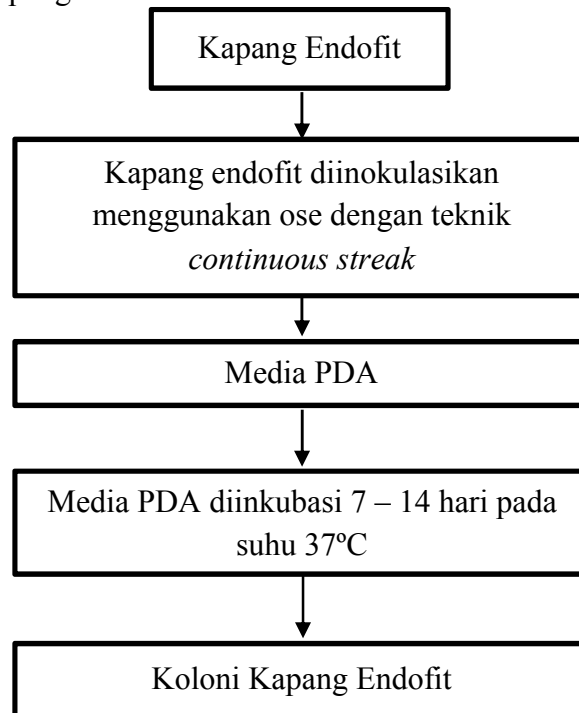 Kapang Endofit
Kapang endofit diinokulasikan
menggunakan ose dengan teknik
continuous streak
Media PDA
Media PDA diinkubasi 7 – 14 hari pada
suhu 37ºC
Koloni Kapang Endofit